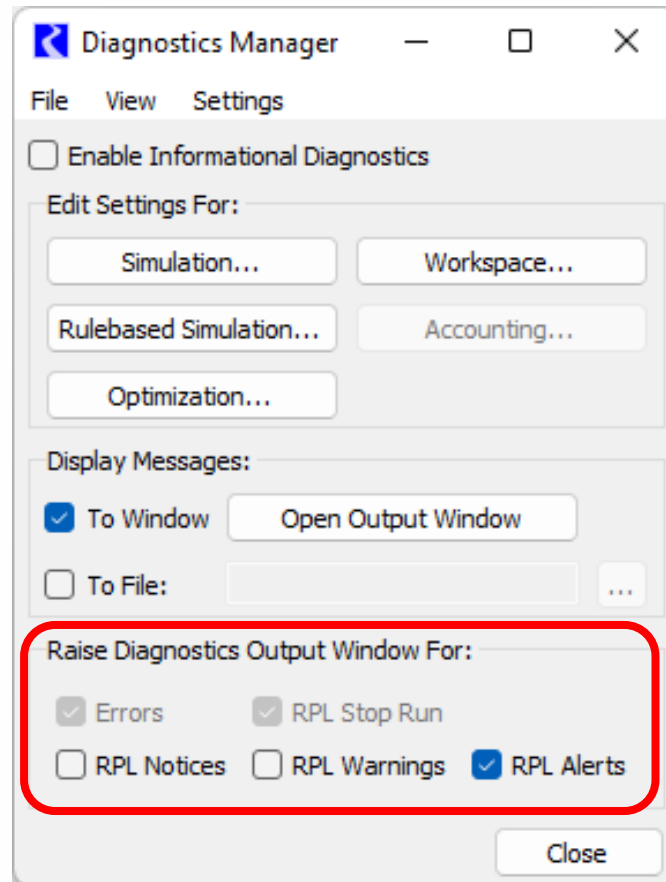 Diagnostics Manager
File View Settings
Enable Informational Diagnostics
Edit Settings For:
Simulation... Workspace...
Rulebased Simulation... Accounting...
Optimization...
Display Messages:
To Window Open Output Window
To File: ...
Raise Diagnostics Output Window For:
Errors RPL Stop Run
RPL Notices RPL Warnings RPL Alerts
Close